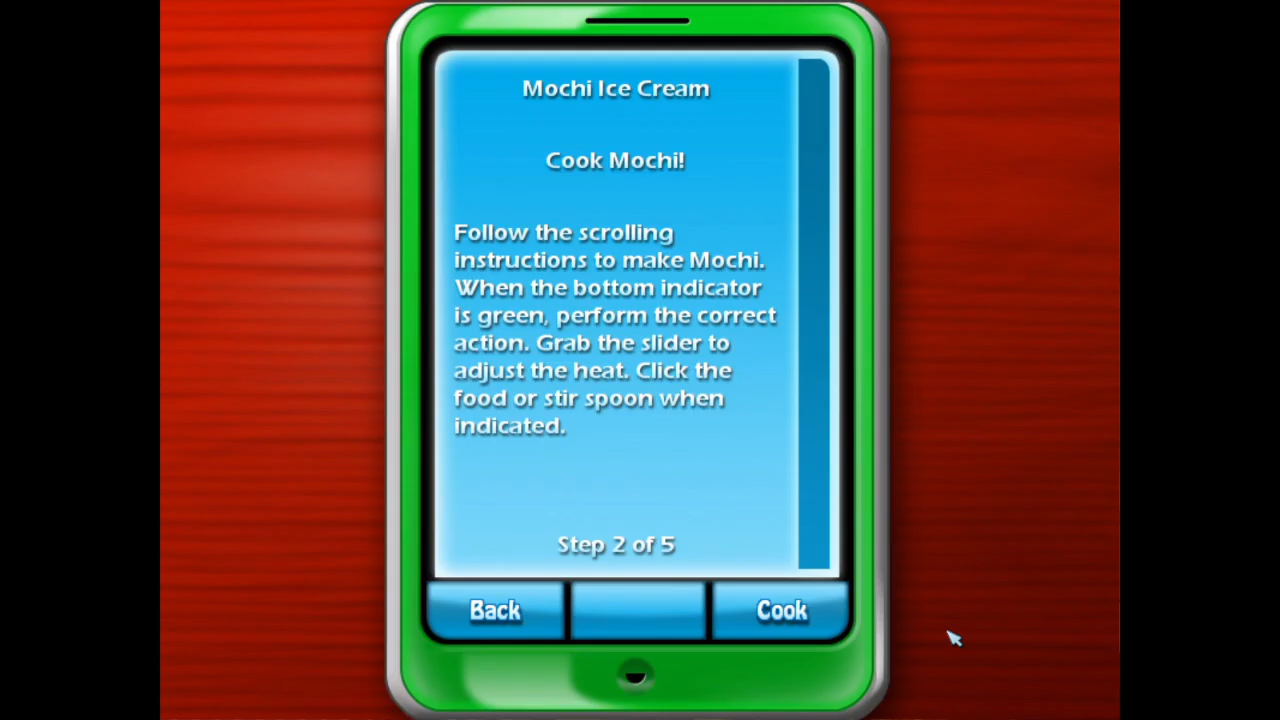 Mochi Ice Cream
Cook Mochi!
Follow the scrolling
instructions to make Mochi.
When the bottom indicator
is green, perform the correct
action. Grab the slider to
adjust the heat. Click the
food or stir spoon when
indicated.
Step 2 of 5
Back
Cook